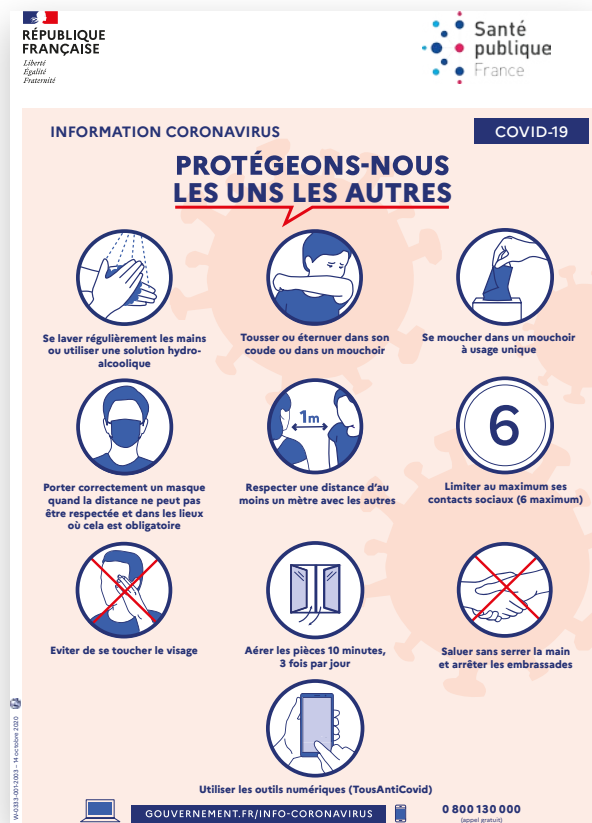 RÉPUBLIQUE
FRANÇAISE
Liberté
Égalité
Fraternité
Santé
publique
France
INFORMATION CORONAVIRUS
COVID-19
PROTÉGEONS-NOUS
LES UNS LES AUTRES
Se laver régulièrement les mains
ou utiliser une solution hydro-
alcoolique
Tousser ou éternuer dans son
coude ou dans un mouchoir
Se moucher dans un mouchoir
à usage unique
1m
6
Porter correctement un masque
quand la distance ne peut pas
être respectée et dans les lieux
où cela est obligatoire
Respecter une distance d'au
moins un mètre avec les autres
Limiter au maximum ses
contacts sociaux (6 maximum)
Eviter de se toucher le visage
Aérer les pièces 10 minutes,
3 fois par jour
Saluer sans serrer la main
et arrêter les embrassades
Utiliser les outils numériques (TousAntiCovid)
GOUVERNEMENT.FR/INFO-CORONAVIRUS
0 800 130 000
(appel gratuit)
W-0333-001-2003 – 14 octobre 2020